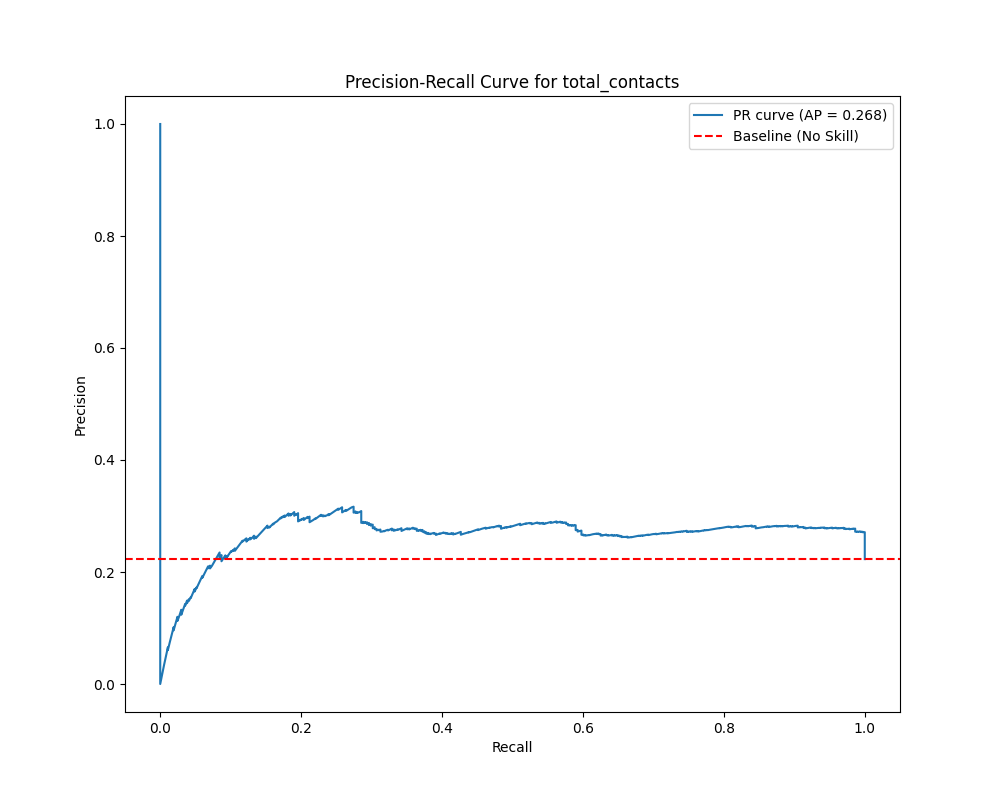 Precision-Recall Curve for total_contacts
PR curve (AP = 0.268)
Baseline (No Skill)
1.0
0.8
0.6
0.4
0.2
0.0
Precision
0.0 0.2 0.4 0.6 0.8 1.0
Recall